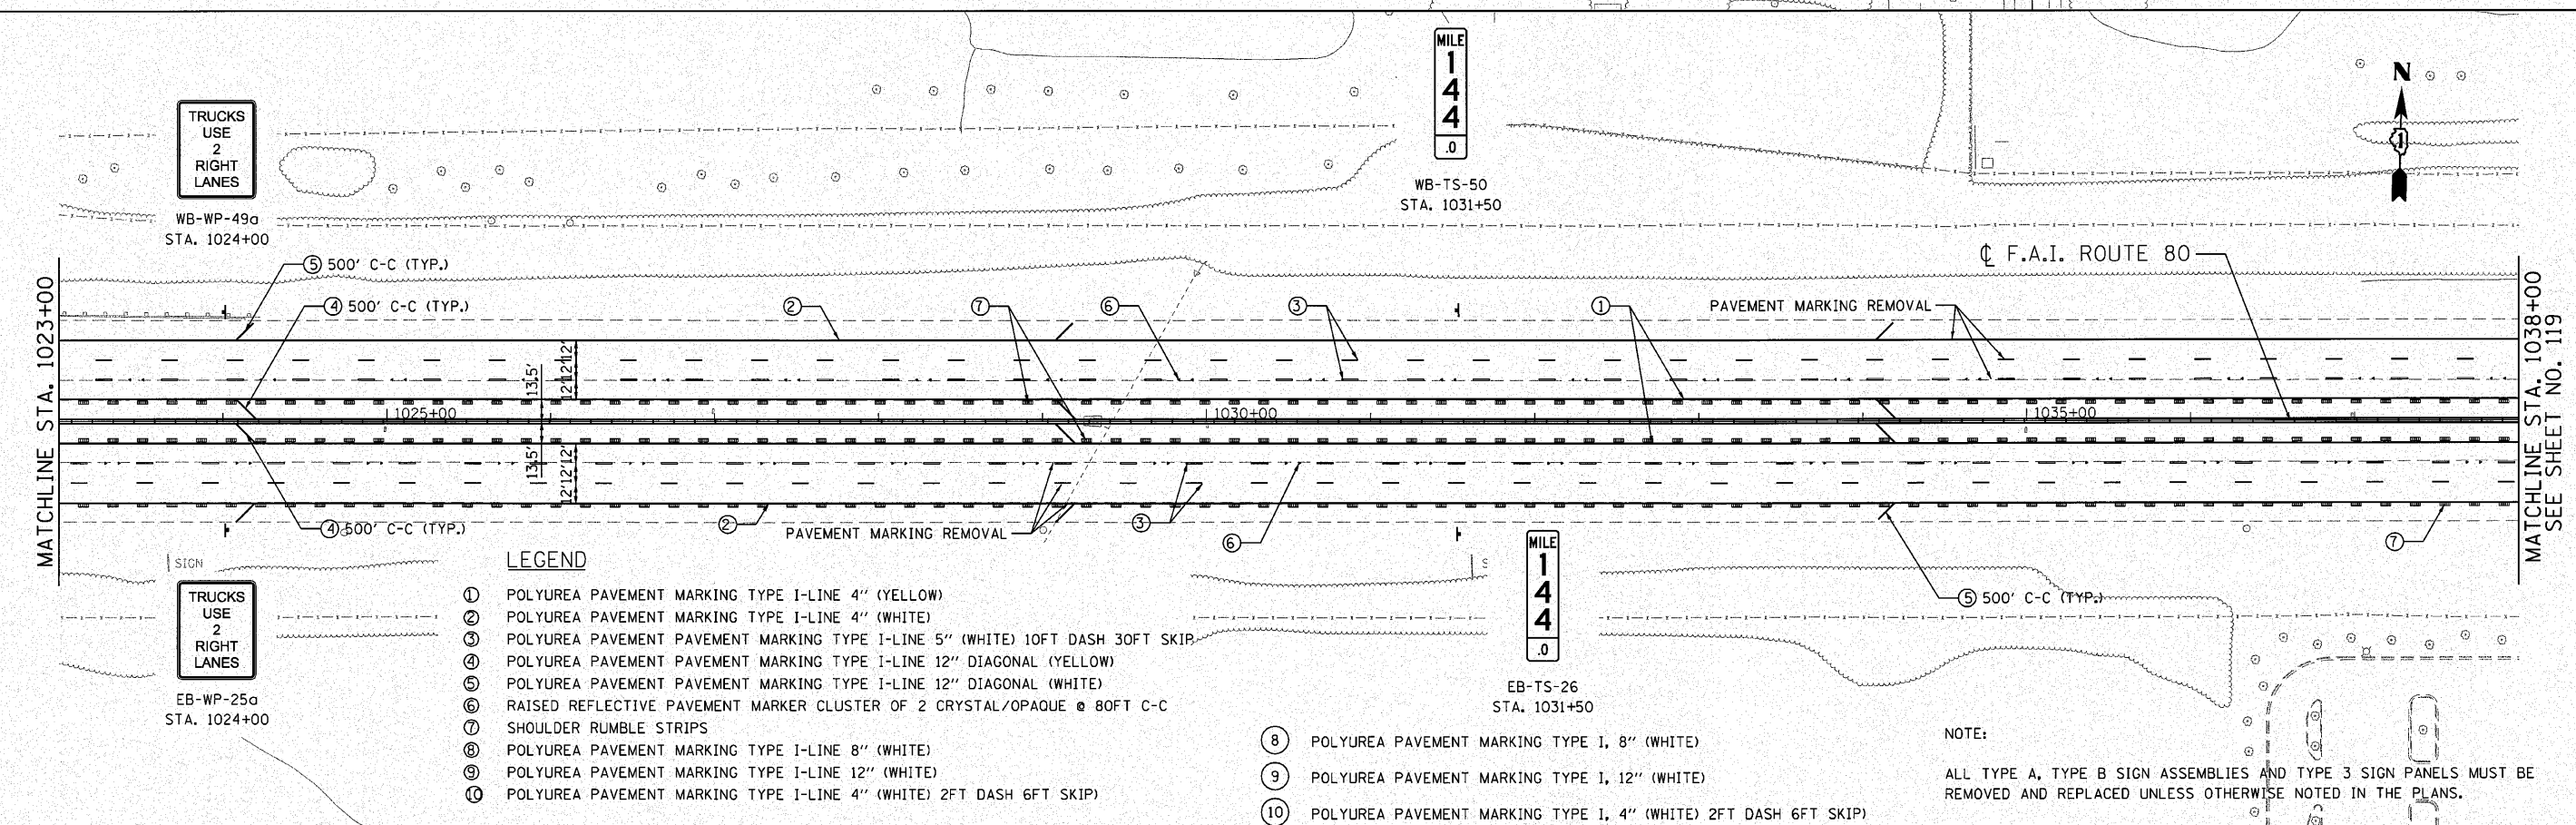 MILE
1
4
4
.0
WB-TS-50
STA. 1031+50
TRUCKS
USE
2
RIGHT
LANES
WB-WP-49a
STA. 1024+00
N
1
℄ F.A.I. ROUTE 80
MATCHLINE STA. 1023+00
5 500' C-C (TYP.)
4 500' C-C (TYP.)
2
7
6
3
1
PAVEMENT MARKING REMOVAL
12'12'12'
13.5'
1025+00
1030+00
1035+00
13.5'
12'12'12'
4 500' C-C (TYP.)
2
PAVEMENT MARKING REMOVAL
3
6
7
5 500' C-C (TYP.)
MATCHLINE STA. 1038+00
SEE SHEET NO. 119
SIGN
S
TRUCKS
USE
2
RIGHT
LANES
EB-WP-25a
STA. 1024+00
MILE
1
4
4
.0
EB-TS-26
STA. 1031+50
LEGEND
1 POLYUREA PAVEMENT MARKING TYPE I-LINE 4" (YELLOW)
2 POLYUREA PAVEMENT MARKING TYPE I-LINE 4" (WHITE)
3 POLYUREA PAVEMENT PAVEMENT MARKING TYPE I-LINE 5" (WHITE) 10FT DASH 30FT SKIP
4 POLYUREA PAVEMENT PAVEMENT MARKING TYPE I-LINE 12" DIAGONAL (YELLOW)
5 POLYUREA PAVEMENT PAVEMENT MARKING TYPE I-LINE 12" DIAGONAL (WHITE)
6 RAISED REFLECTIVE PAVEMENT MARKER CLUSTER OF 2 CRYSTAL/OPAQUE @ 80FT C-C
7 SHOULDER RUMBLE STRIPS
8 POLYUREA PAVEMENT MARKING TYPE I-LINE 8" (WHITE)
9 POLYUREA PAVEMENT MARKING TYPE I-LINE 12" (WHITE)
10 POLYUREA PAVEMENT MARKING TYPE I-LINE 4" (WHITE) 2FT DASH 6FT SKIP)
8 POLYUREA PAVEMENT MARKING TYPE I, 8" (WHITE)
9 POLYUREA PAVEMENT MARKING TYPE I, 12" (WHITE)
10 POLYUREA PAVEMENT MARKING TYPE I, 4" (WHITE) 2FT DASH 6FT SKIP)
NOTE:
ALL TYPE A, TYPE B SIGN ASSEMBLIES AND TYPE 3 SIGN PANELS MUST BE
REMOVED AND REPLACED UNLESS OTHERWISE NOTED IN THE PLANS.